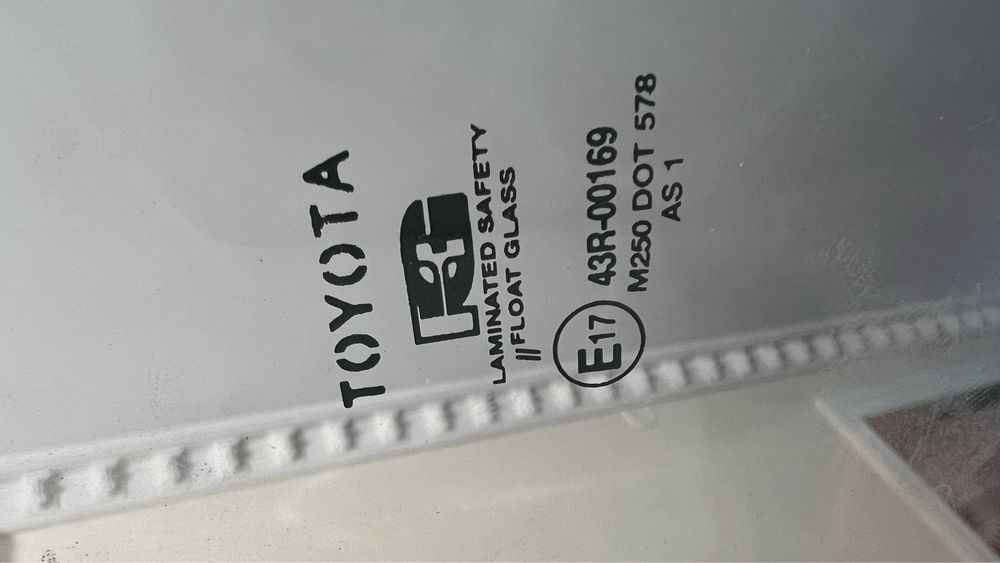 TOYOTA
LAMINATED SAFETY
//FLOAT GLASS
E17 43R-00169
M250 DOT 578
AS 1